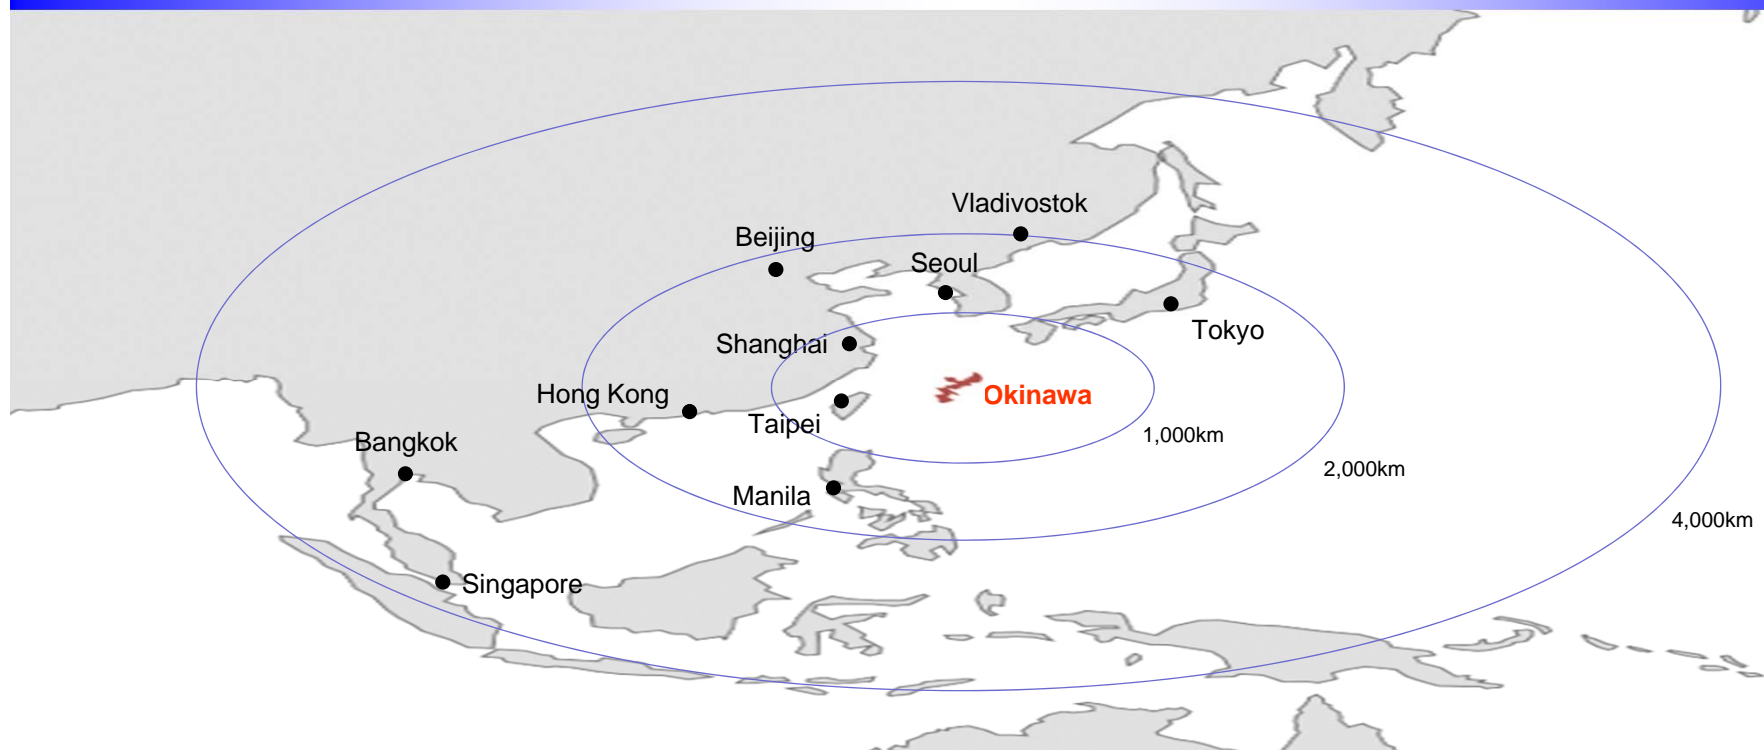 Vladivostok
Beijing
Seoul
Tokyo
Shanghai
Hong Kong
Okinawa
Taipei
1,000km
Bangkok
2,000km
Manila
4,000km
Singapore